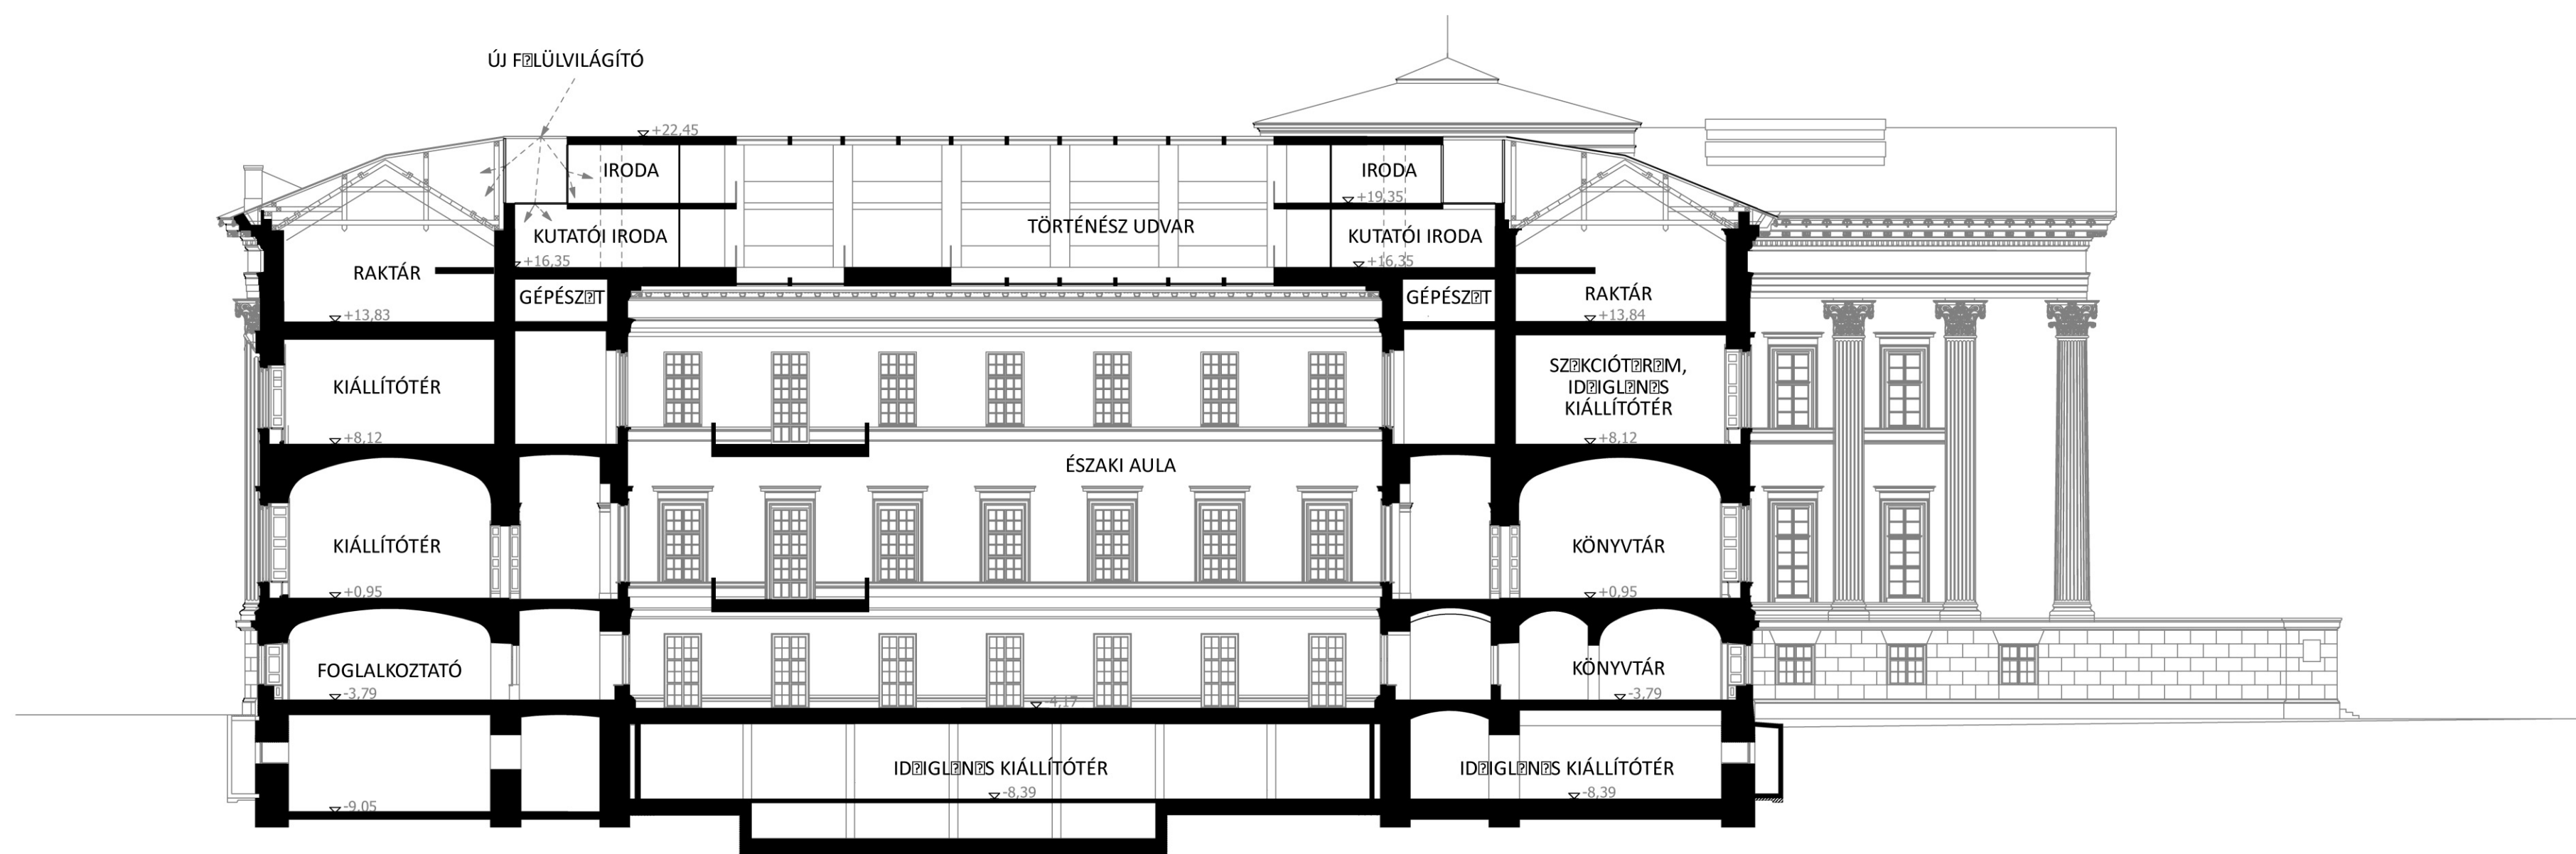 ÚJ F�LÜLVILÁGÍTÓ
+22,45
IRODA
IRODA
+19,35
TÖRTÉNÉSZ UDVAR
KUTATÓI IRODA
+16,35
KUTATÓI IRODA
+16,35
RAKTÁR
+13,83
GÉPÉSZ�T
GÉPÉSZ�T
RAKTÁR
+13,84
KIÁLLÍTÓTÉR
+8,12
SZ�KCIÓT�R�M,
ID�IGL�N�S
KIÁLLÍTÓTÉR
+8,12
ÉSZAKI AULA
KIÁLLÍTÓTÉR
+0,95
KÖNYVTÁR
+0,95
FOGLALKOZTATÓ
-3,79
KÖNYVTÁR
-3,79
-4,17
ID�IGL�N�S KIÁLLÍTÓTÉR
-8,39
ID�IGL�N�S KIÁLLÍTÓTÉR
-8,39
-9,05